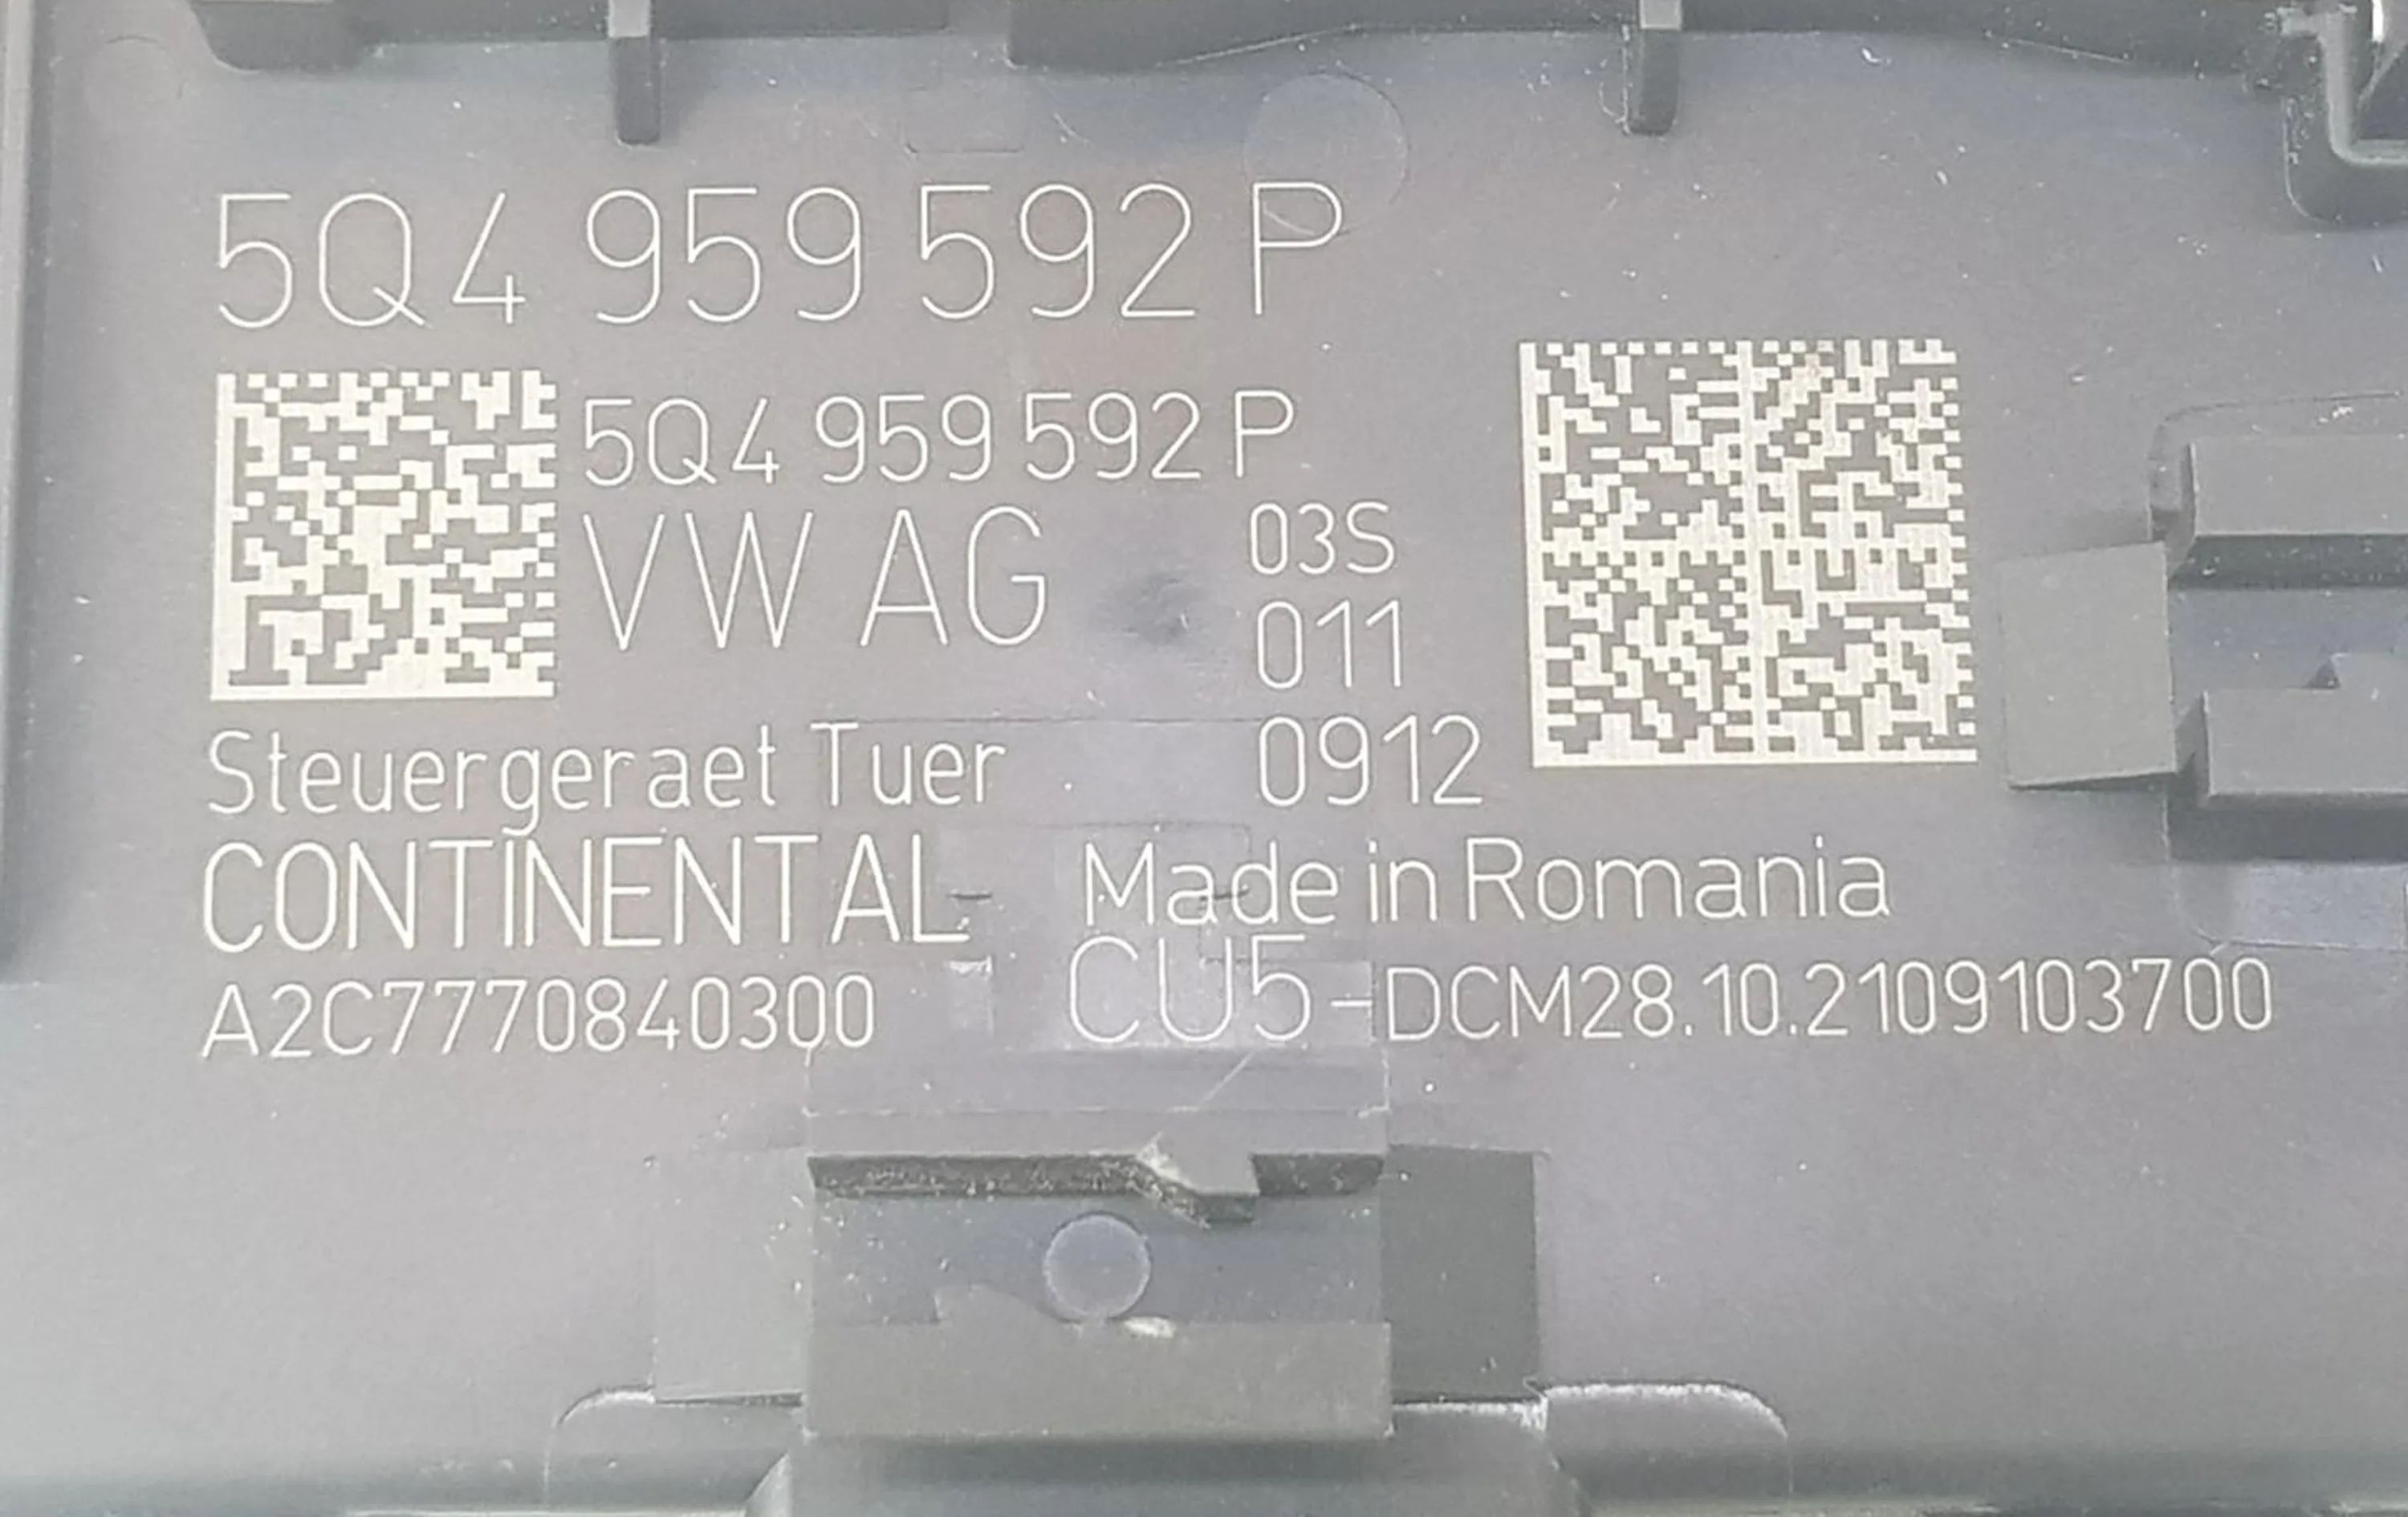 5Q4 959 592 P
5Q4 959 592 P
VW AG
03S
011
0912
Steuergeraet Tuer
CONTINENTAL
Made in Romania
A2C7770840300
CU5-DCM28.10.2109103700